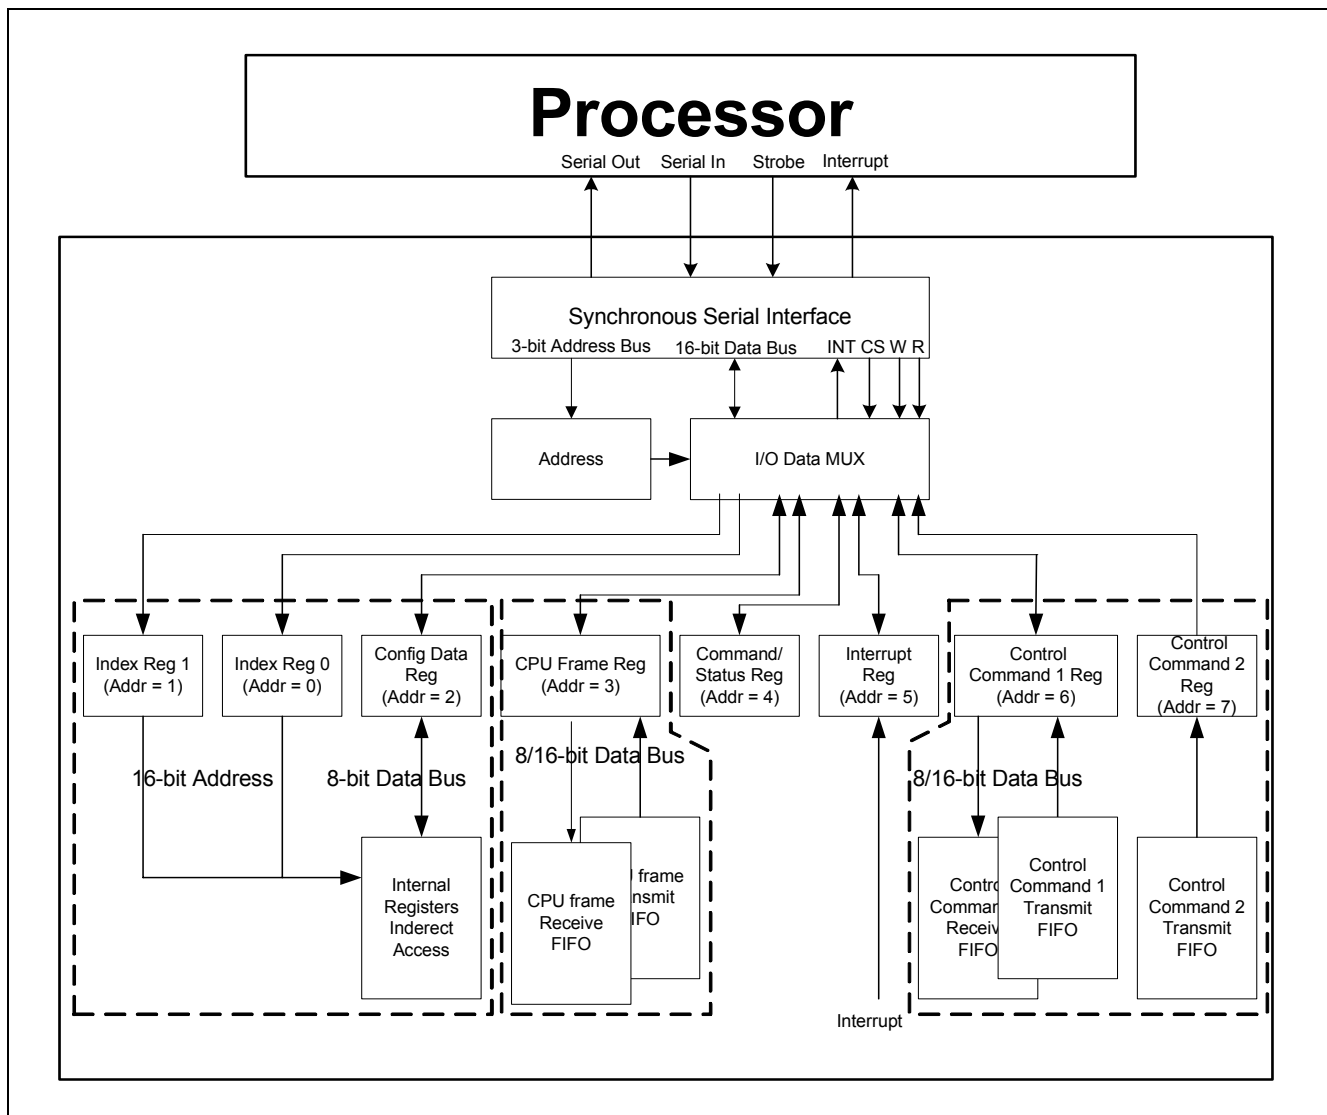 Processor
Serial Out
Serial In
Strobe
Interrupt
Synchronous Serial Interface
3-bit Address Bus
16-bit Data Bus
INT CS W R
Address
I/O Data MUX
Index Reg 1
(Addr = 1)
Index Reg 0
(Addr = 0)
Config Data
Reg
(Addr = 2)
CPU Frame Reg
(Addr = 3)
Command/
Status Reg
(Addr = 4)
Interrupt
Reg
(Addr = 5)
Control
Command 1 Reg
(Addr = 6)
Control
Command 2
Reg
(Addr = 7)
16-bit Address
8-bit Data Bus
8/16-bit Data Bus
8/16-bit Data Bus
Internal
Registers
Inderect
Access
CPU frame
Receive
FIFO
frame
Control
Command 1
Transmit
FIFO
FIFO
Control
Command 2
Transmit
FIFO
Interrupt